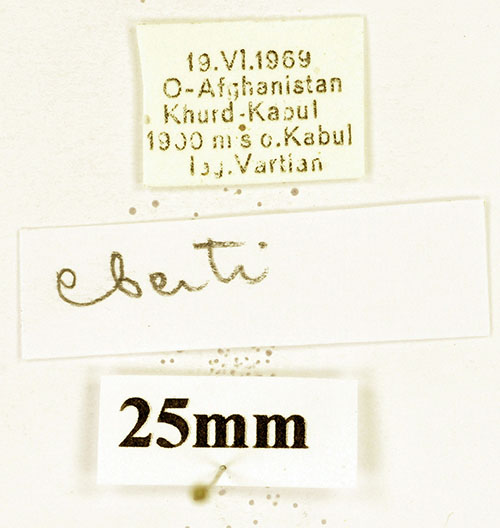 19.VI.1969
O-Afghanistan
Khurd-Kabul
1900 m s.o.Kabul
leg.Vartian
eberti
25mm